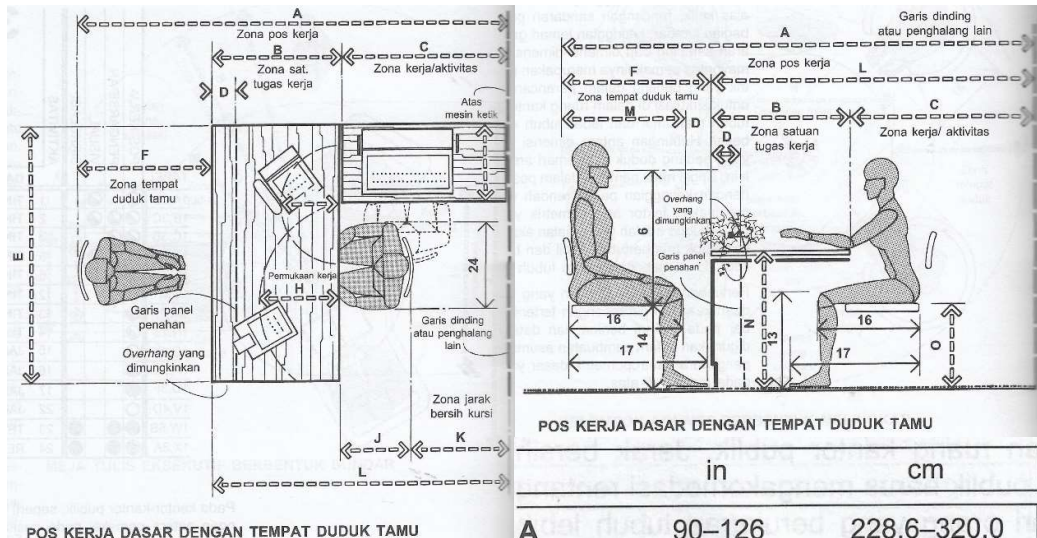 A
Zona pos kerja
B
C
Zona sat.
tugas kerja
Zona kerja/aktivitas
D
Atas
mesin ketik
E
F
Zona tempat
duduk tamu
Permukaan kerja
H
24
Garis panel
penahan
Garis dinding
atau penghalang
lain
Overhang yang
dimungkinkan
Zona jarak
bersih kursi
J
K
L
POS KERJA DASAR DENGAN TEMPAT DUDUK TAMU
Garis dinding
atau penghalang lain
A
Zona pos kerja
F
L
Zona tempat duduk tamu
M
D
B
C
D
Zona satuan
tugas kerja
Zona kerja/ aktivitas
6
Overhang
yang
dimungkinkan
Garis panel
penahan
16
14
17
N
13
16
17
O
POS KERJA DASAR DENGAN TEMPAT DUDUK TAMU
in cm
A 90–126 228.6–320.0